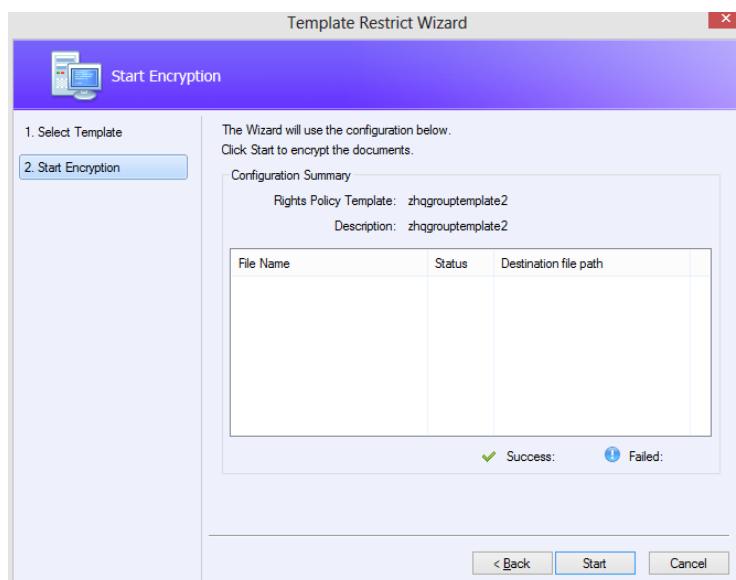 Template Restrict Wizard
Start Encryption
1. Select Template
2. Start Encryption
The Wizard will use the configuration below.
Click Start to encrypt the documents.
Configuration Summary
Rights Policy Template: zhqgrouptemplate2
Description: zhqgrouptemplate2
File Name Status Destination file path
Success: Failed:
< Back Start Cancel